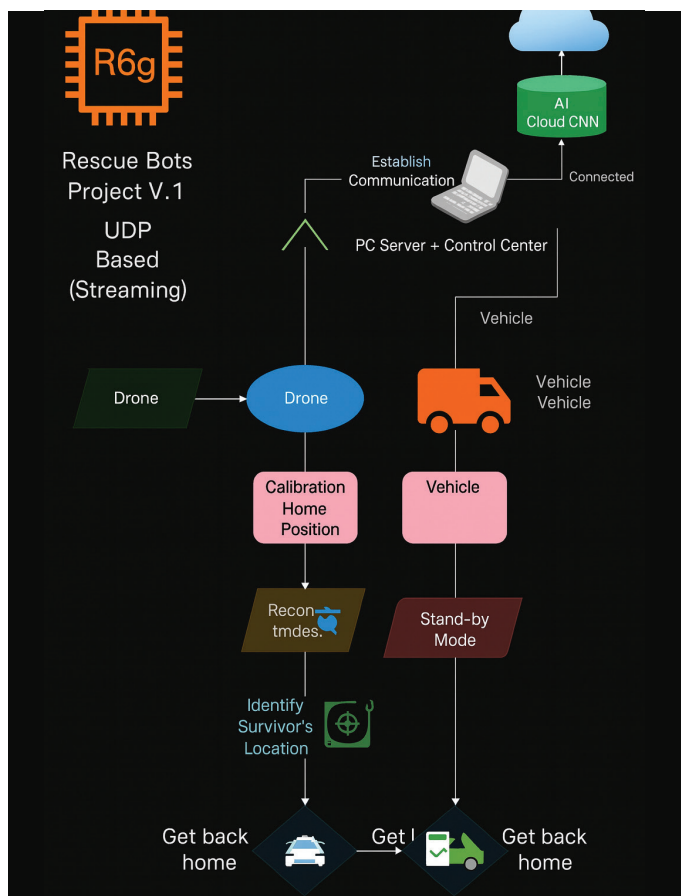 R6g
Rescue Bots
Project V.1
UDP
Based
(Streaming)
AI
Cloud CNN
Establish
Communication
Connected
PC Server + Control Center
Vehicle
Drone
Drone
Vehicle
Vehicle
Calibration
Home
Position
Vehicle
Recon
tmdes.
Stand-by
Mode
Identify
Survivor's
Location
Get back
home
Get
Get back
home